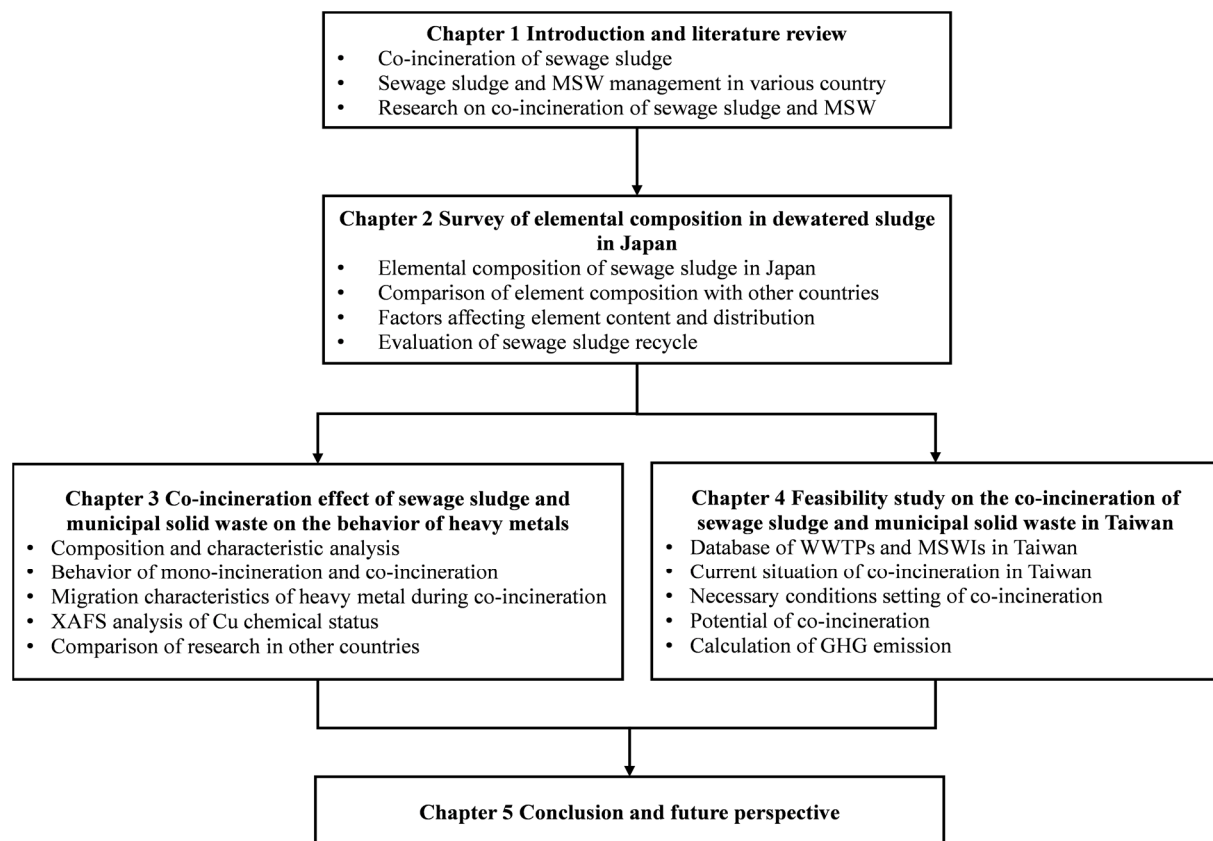 Chapter 1 Introduction and literature review
• Co-incineration of sewage sludge
• Sewage sludge and MSW management in various country
• Research on co-incineration of sewage sludge and MSW
Chapter 2 Survey of elemental composition in dewatered sludge
in Japan
• Elemental composition of sewage sludge in Japan
• Comparison of element composition with other countries
• Factors affecting element content and distribution
• Evaluation of sewage sludge recycle
Chapter 3 Co-incineration effect of sewage sludge and
municipal solid waste on the behavior of heavy metals
• Composition and characteristic analysis
• Behavior of mono-incineration and co-incineration
• Migration characteristics of heavy metal during co-incineration
• XAFS analysis of Cu chemical status
• Comparison of research in other countries
Chapter 4 Feasibility study on the co-incineration of
sewage sludge and municipal solid waste in Taiwan
• Database of WWTPs and MSWIs in Taiwan
• Current situation of co-incineration in Taiwan
• Necessary conditions setting of co-incineration
• Potential of co-incineration
• Calculation of GHG emission
Chapter 5 Conclusion and future perspective